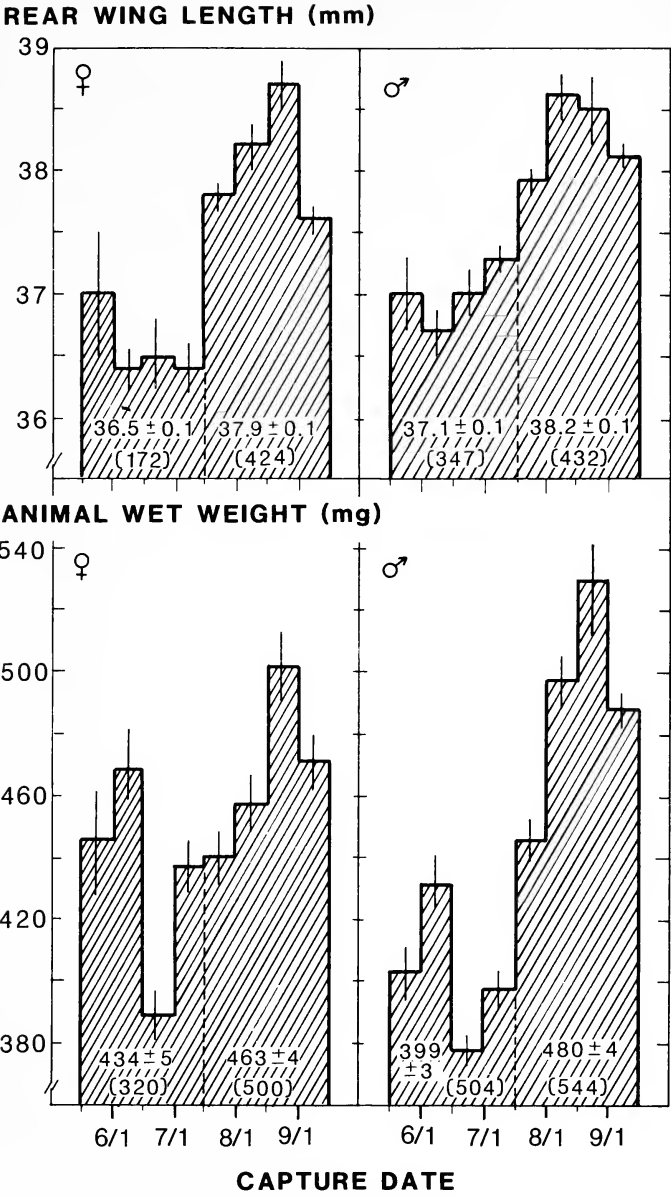 REAR WING LENGTH (mm)
39
♀
♂
38
37
36
36.5 ± 0.1
37.9 ± 0.1
37.1 ± 0.1
38.2 ± 0.1
(172)
(424)
(347)
(432)
ANIMAL WET WEIGHT (mg)
540
♀
♂
500
460
420
380
434 ± 5
463 ± 4
399
±3
480 ± 4
(320)
(500)
(504)
(544)
6/1 7/1 8/1 9/1
6/1 7/1 8/1 9/1
CAPTURE DATE